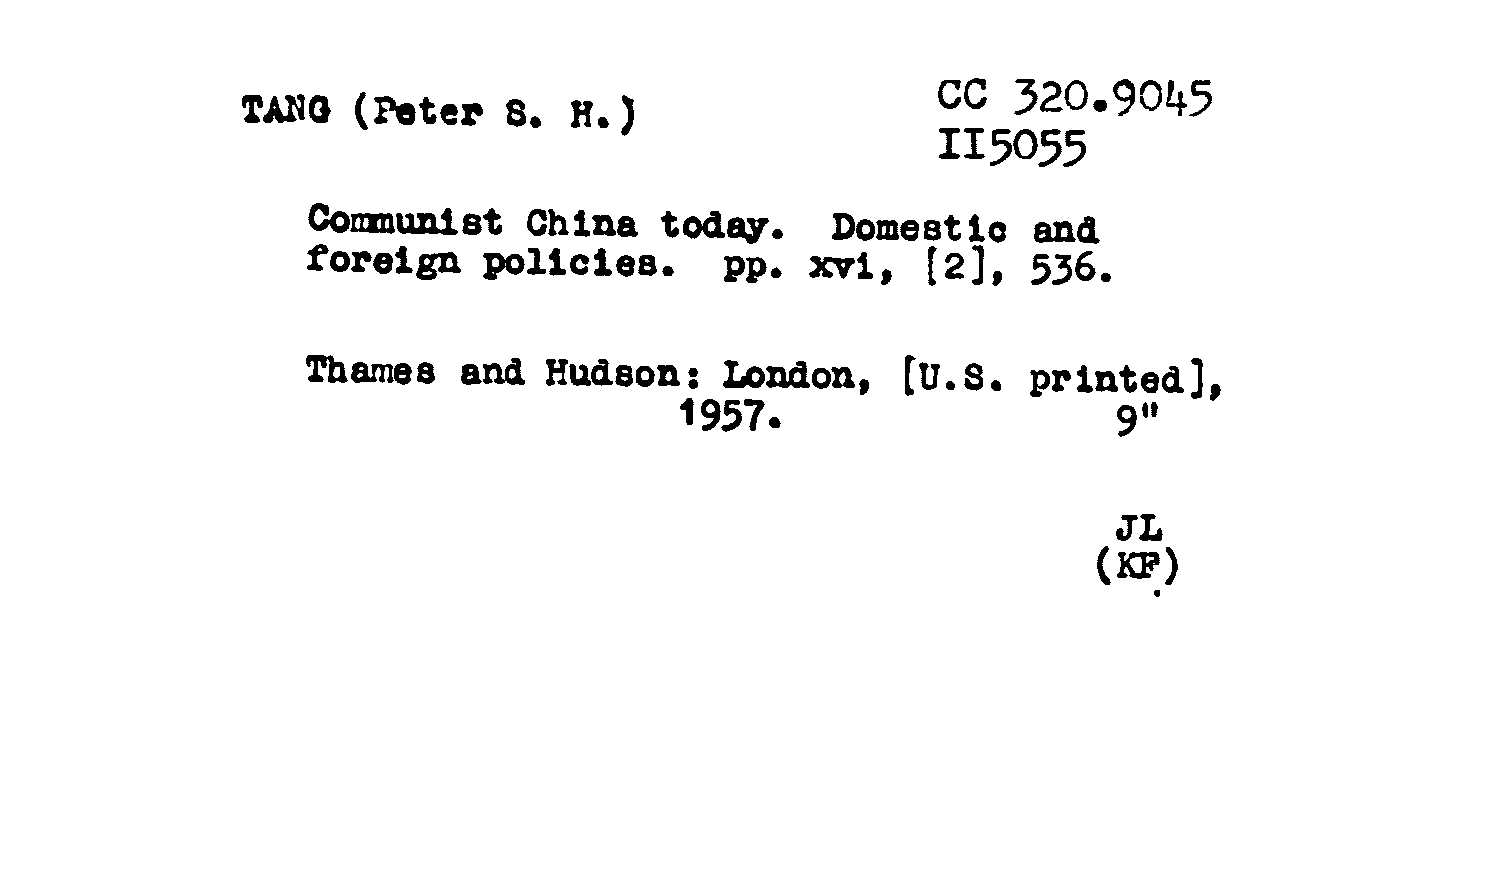 TANG (Peter S. H.)
CC 320.9045
II5055
Communist China today. Domestic and
foreign policies. pp. xvi, [2], 536.
Thames and Hudson: London, [U.S. printed],
1957. 9"
JL
(KF)